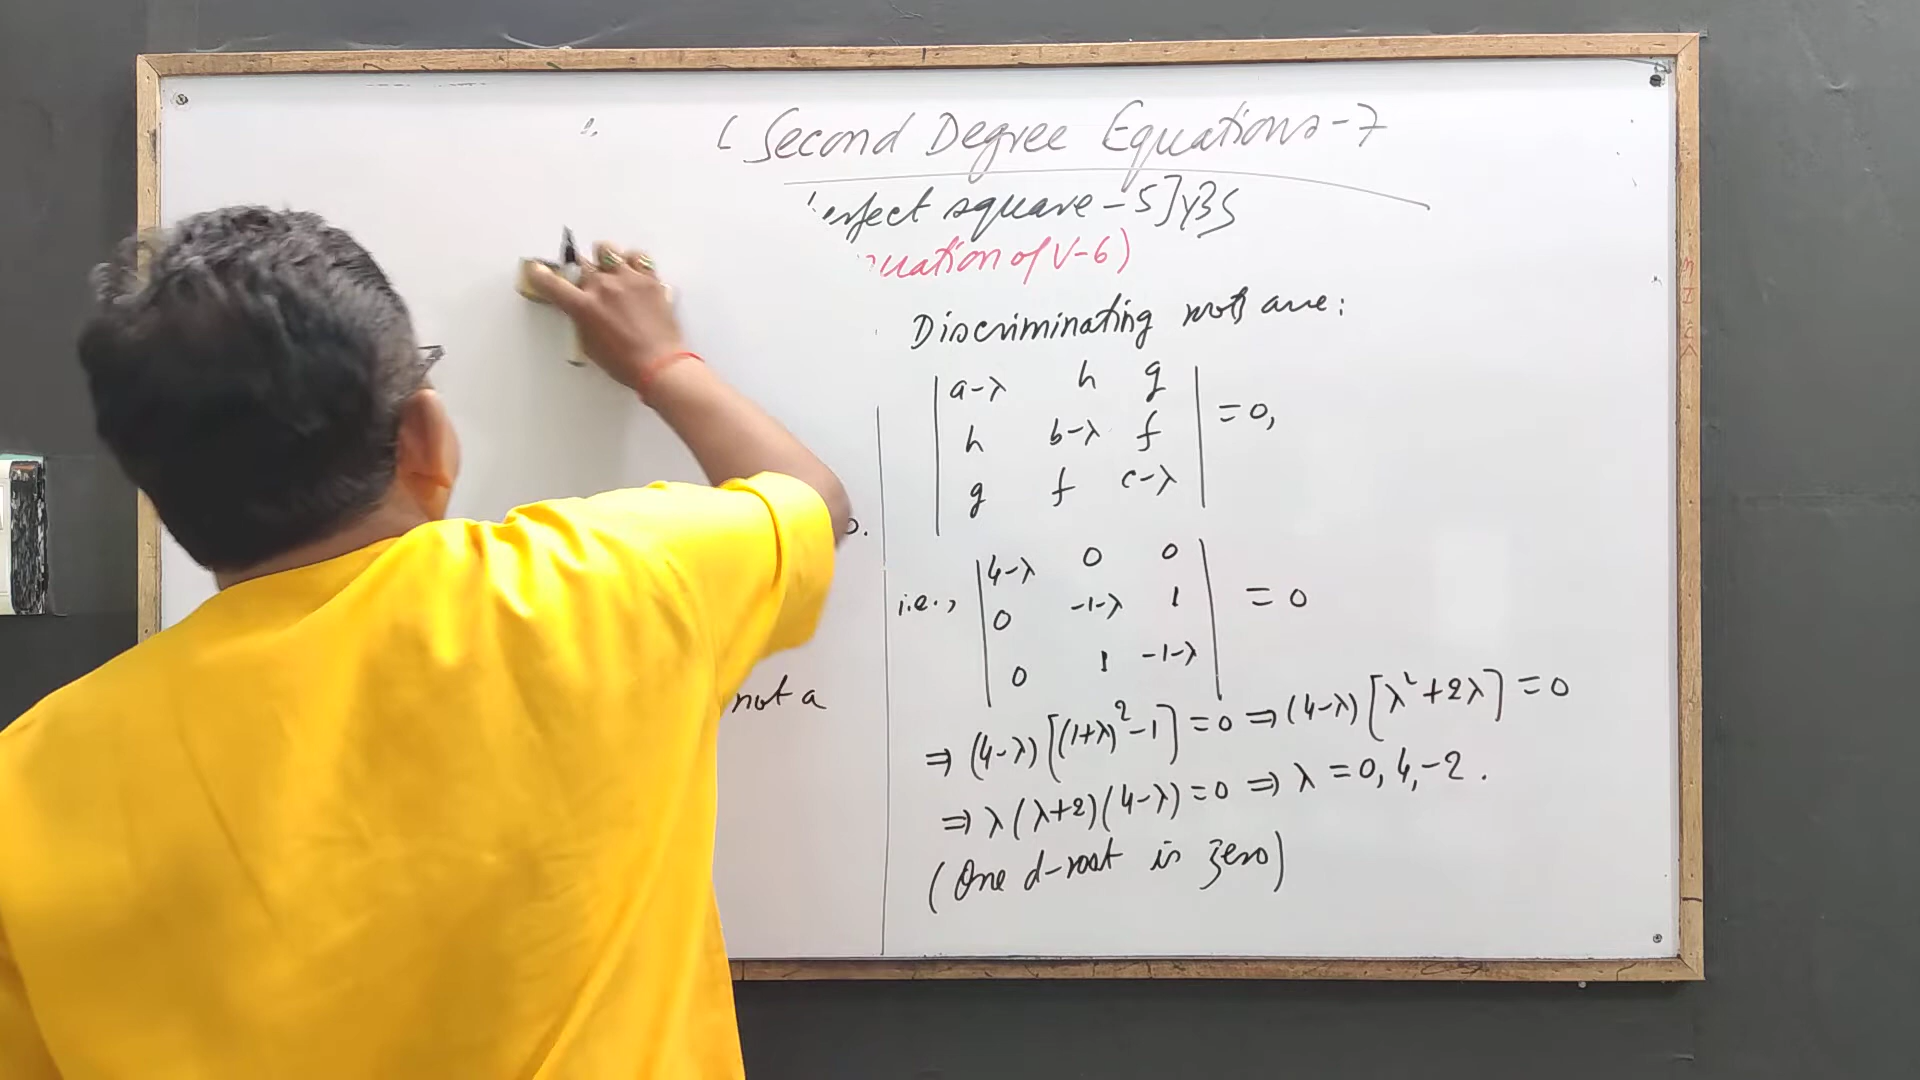 ( Second Degree Equations-7
erfect square - 5] y3s
uation of V-6)
Discriminating roots are:
| a-λ h g |
| h b-λ f | = 0,
| g f c-λ |
0.
| 4-λ 0 0 |
i.e., | 0 -1-λ 1 | = 0
| 0 1 -1-λ |
not a
⇒ (4-λ)[(1+λ)²-1] = 0 ⇒ (4-λ)[λ²+2λ] = 0
⇒ λ(λ+2)(4-λ) = 0 ⇒ λ = 0, 4, -2.
(One d-root is zero)